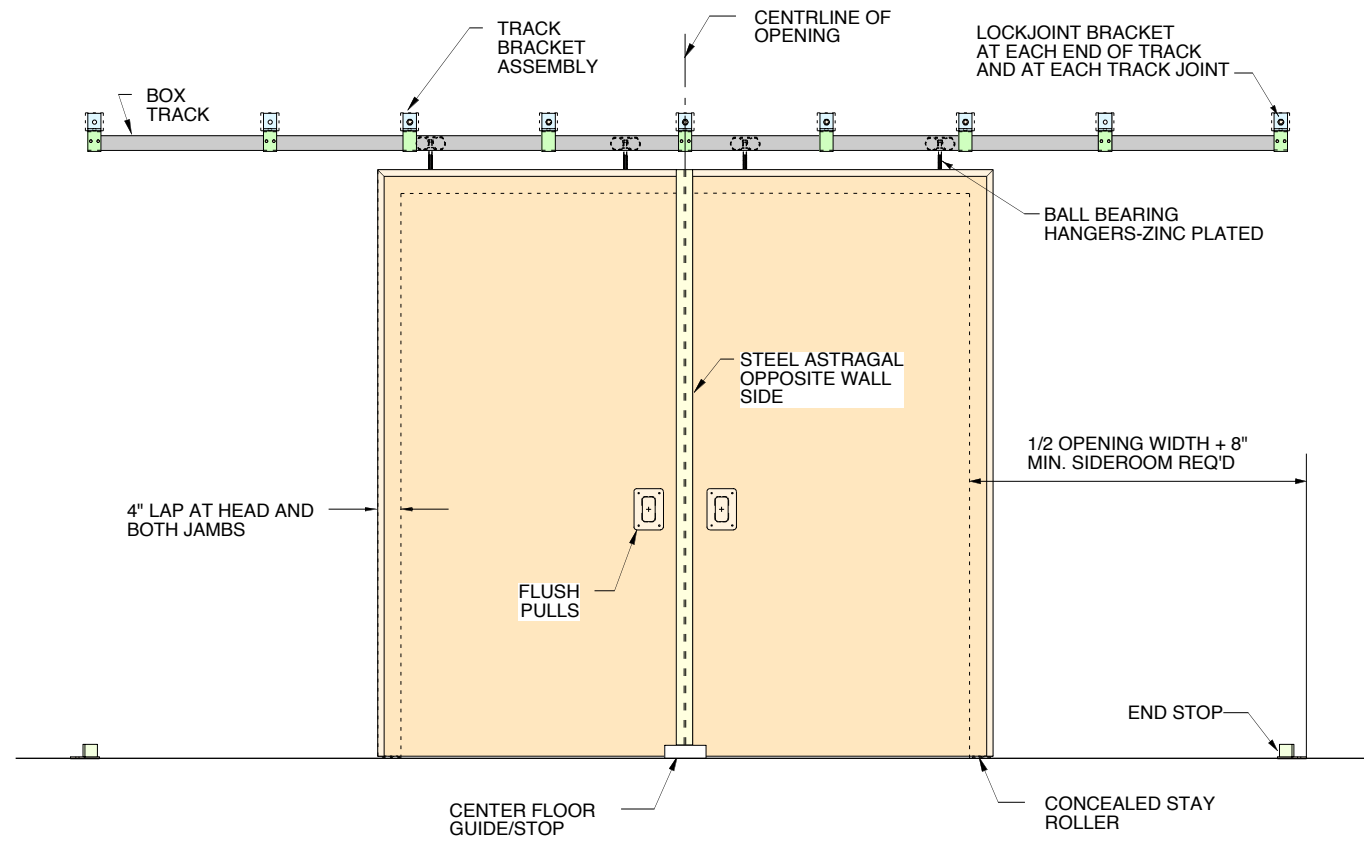 TRACK
BRACKET
ASSEMBLY
CENTRLINE OF
OPENING
LOCKJOINT BRACKET
AT EACH END OF TRACK
AND AT EACH TRACK JOINT
BOX
TRACK
BALL BEARING
HANGERS-ZINC PLATED
STEEL ASTRAGAL
OPPOSITE WALL
SIDE
1/2 OPENING WIDTH + 8"
MIN. SIDEROOM REQ'D
4" LAP AT HEAD AND
BOTH JAMBS
FLUSH
PULLS
END STOP
CENTER FLOOR
GUIDE/STOP
CONCEALED STAY
ROLLER